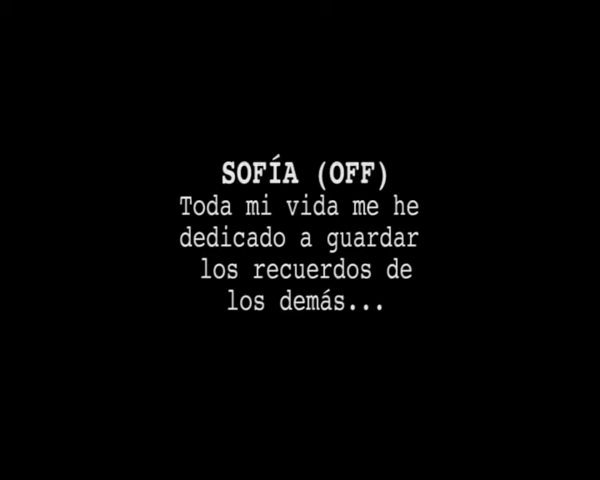 SOFÍA (OFF)
Toda mi vida me he
dedicado a guardar
los recuerdos de
los demás...